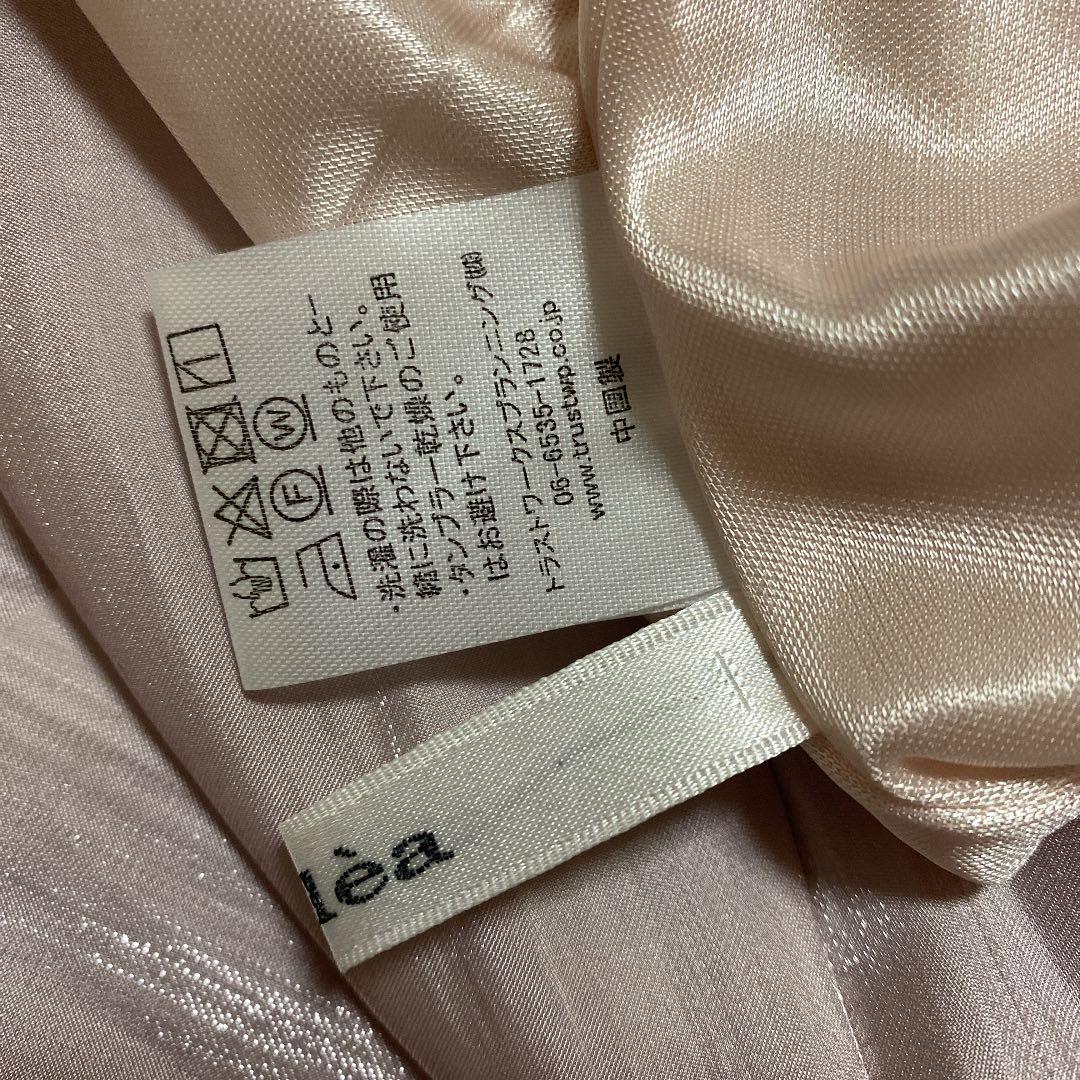 W
F
・洗濯の際は他のものと一
緒に洗わないで下さい。
・タンブラー乾燥のご使用
はお避け下さい。
トラストワークスプランニング㈱
06-6535-1728
www.trustwp.co.jp
中国製
lèa